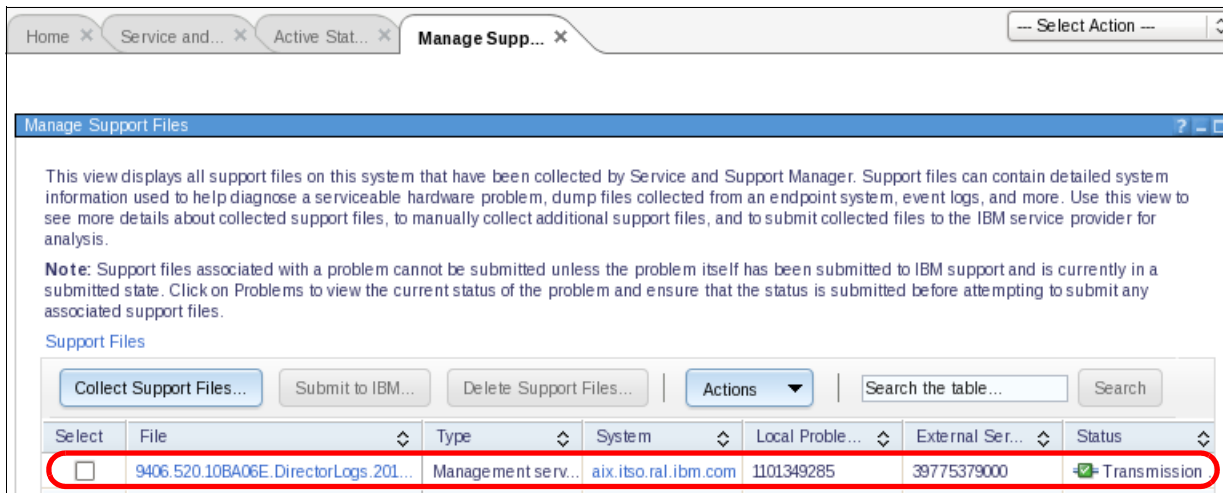 Home
Service and...
Active Stat...
Manage Supp...
--- Select Action ---
Manage Support Files
This view displays all support files on this system that have been collected by Service and Support Manager. Support files can contain detailed system
information used to help diagnose a serviceable hardware problem, dump files collected from an endpoint system, event logs, and more. Use this view to
see more details about collected support files, to manually collect additional support files, and to submit collected files to the IBM service provider for
analysis.
Note: Support files associated with a problem cannot be submitted unless the problem itself has been submitted to IBM support and is currently in a
submitted state. Click on Problems to view the current status of the problem and ensure that the status is submitted before attempting to submit any
associated support files.
Support Files
Collect Support Files... Submit to IBM... Delete Support Files... Actions Search the table... Search
Select File Type System Local Proble... External Ser... Status
9406.520.10BA06E.DirectorLogs.201... Management serv... aix.itso.ral.ibm.com 1101349285 39775379000 Transmission